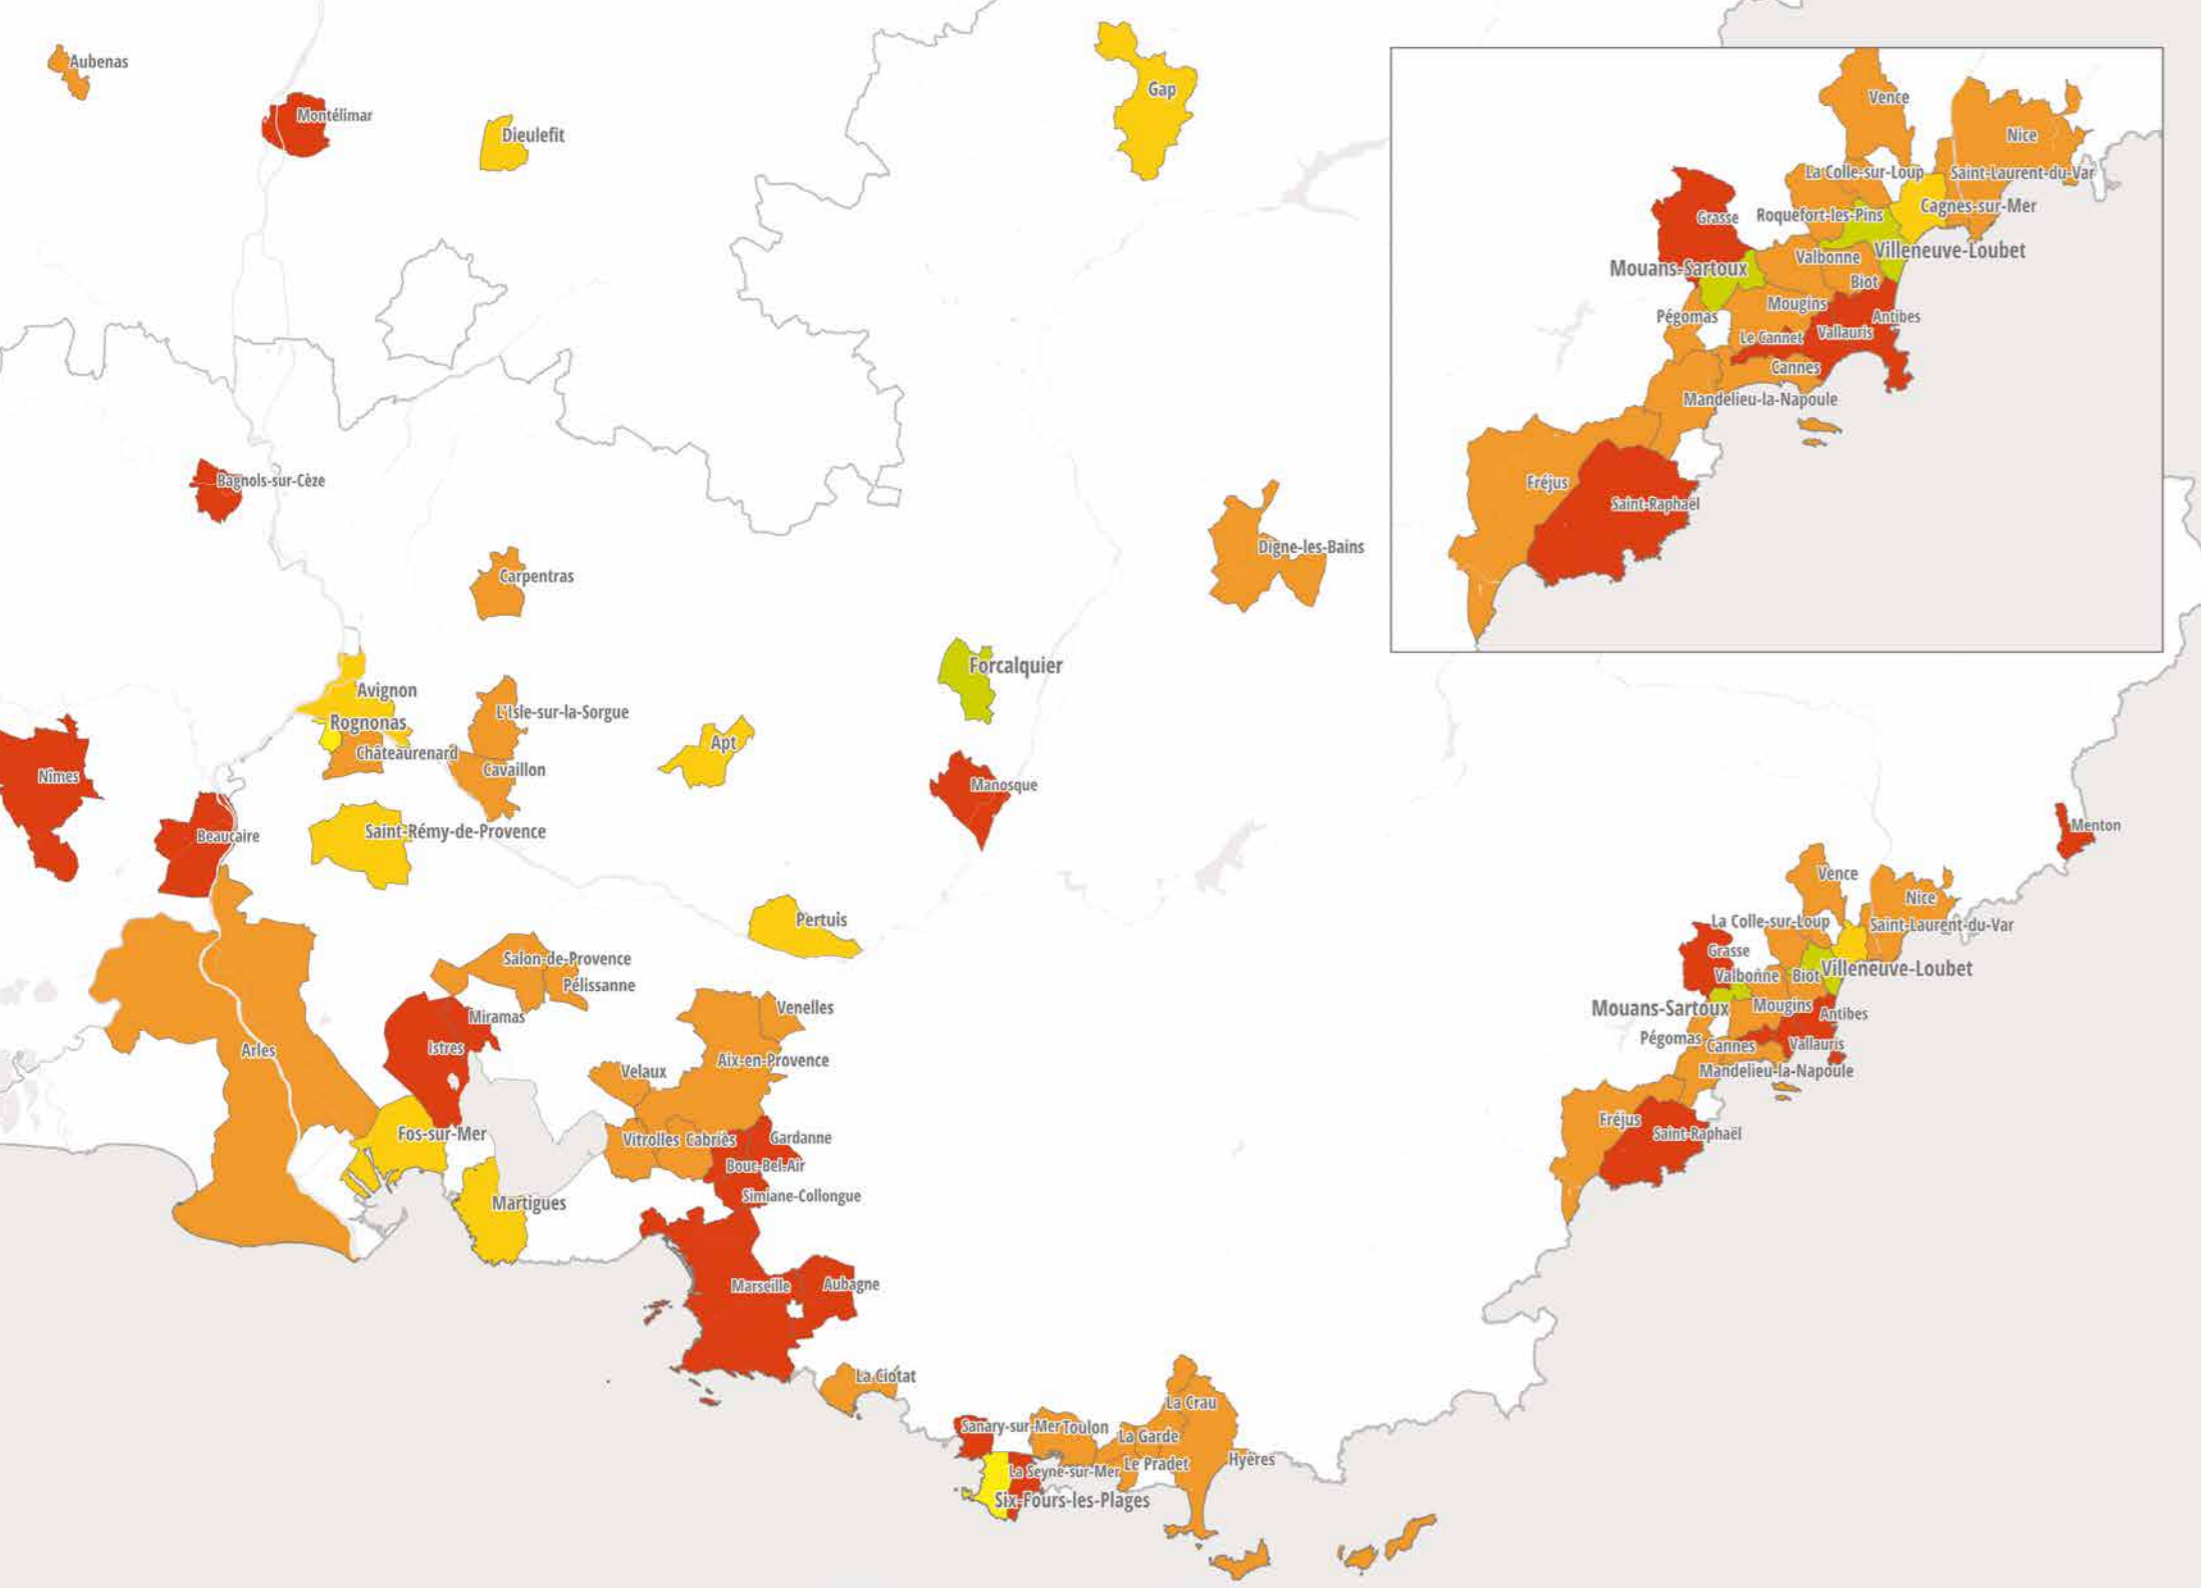 Aubenas
Montélimar
Dieulefit
Gap
Vence
Nice
La Colle-sur-Loup
Saint-Laurent-du-Var
Grasse
Roquefort-les-Pins
Cagnes-sur-Mer
Villeneuve-Loubet
Mouans-Sartoux
Valbonne
Biot
Mougins
Pégomas
Antibes
Le Cannet
Vallauris
Cannes
Mandelieu-la-Napoule
Fréjus
Saint-Raphaël
Bagnols-sur-Cèze
Carpentras
Digne-les-Bains
Forcalquier
Avignon
Rognonas
L'Isle-sur-la-Sorgue
Châteaurenard
Apt
Cavaillon
Nîmes
Manosque
Beaucaire
Saint-Rémy-de-Provence
Menton
Pertuis
Vence
Nice
La Colle-sur-Loup
Saint-Laurent-du-Var
Grasse
Valbonne
Biot
Villeneuve-Loubet
Mouans-Sartoux
Mougins
Antibes
Pégomas
Cannes
Vallauris
Mandelieu-la-Napoule
Fréjus
Saint-Raphaël
Salon-de-Provence
Pélissanne
Miramas
Venelles
Istres
Arles
Aix-en-Provence
Velaux
Fos-sur-Mer
Vitrolles
Cabriès
Gardanne
Bouc-Bel-Air
Simiane-Collongue
Martigues
Marseille
Aubagne
La Ciotat
Sanary-sur-Mer
Toulon
La Crau
La Garde
La Seyne-sur-Mer
Le Pradet
Hyères
Six-Fours-les-Plages